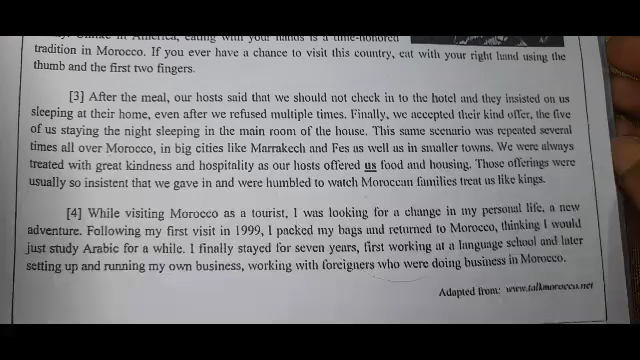 eating with your hands is a time-honored
tradition in Morocco. If you ever have a chance to visit this country, eat with your right hand using the
thumb and the first two fingers.
[3] After the meal, our hosts said that we should not check in to the hotel and they insisted on us
sleeping at their home, even after we refused multiple times. Finally, we accepted their kind offer, the five
of us staying the night sleeping in the main room of the house. This same scenario was repeated several
times all over Morocco, in big cities like Marrakech and Fes as well as in smaller towns. We were always
treated with great kindness and hospitality as our hosts offered us food and housing. Those offerings were
usually so insistent that we gave in and were humbled to watch Moroccan families treat us like kings.
[4] While visiting Morocco as a tourist, I was looking for a change in my personal life, a new
adventure. Following my first visit in 1999, I packed my bags and returned to Morocco, thinking I would
just study Arabic for a while. I finally stayed for seven years, first working at a language school and later
setting up and running my own business, working with foreigners who were doing business in Morocco.
Adapted from: www.talkmorocco.net